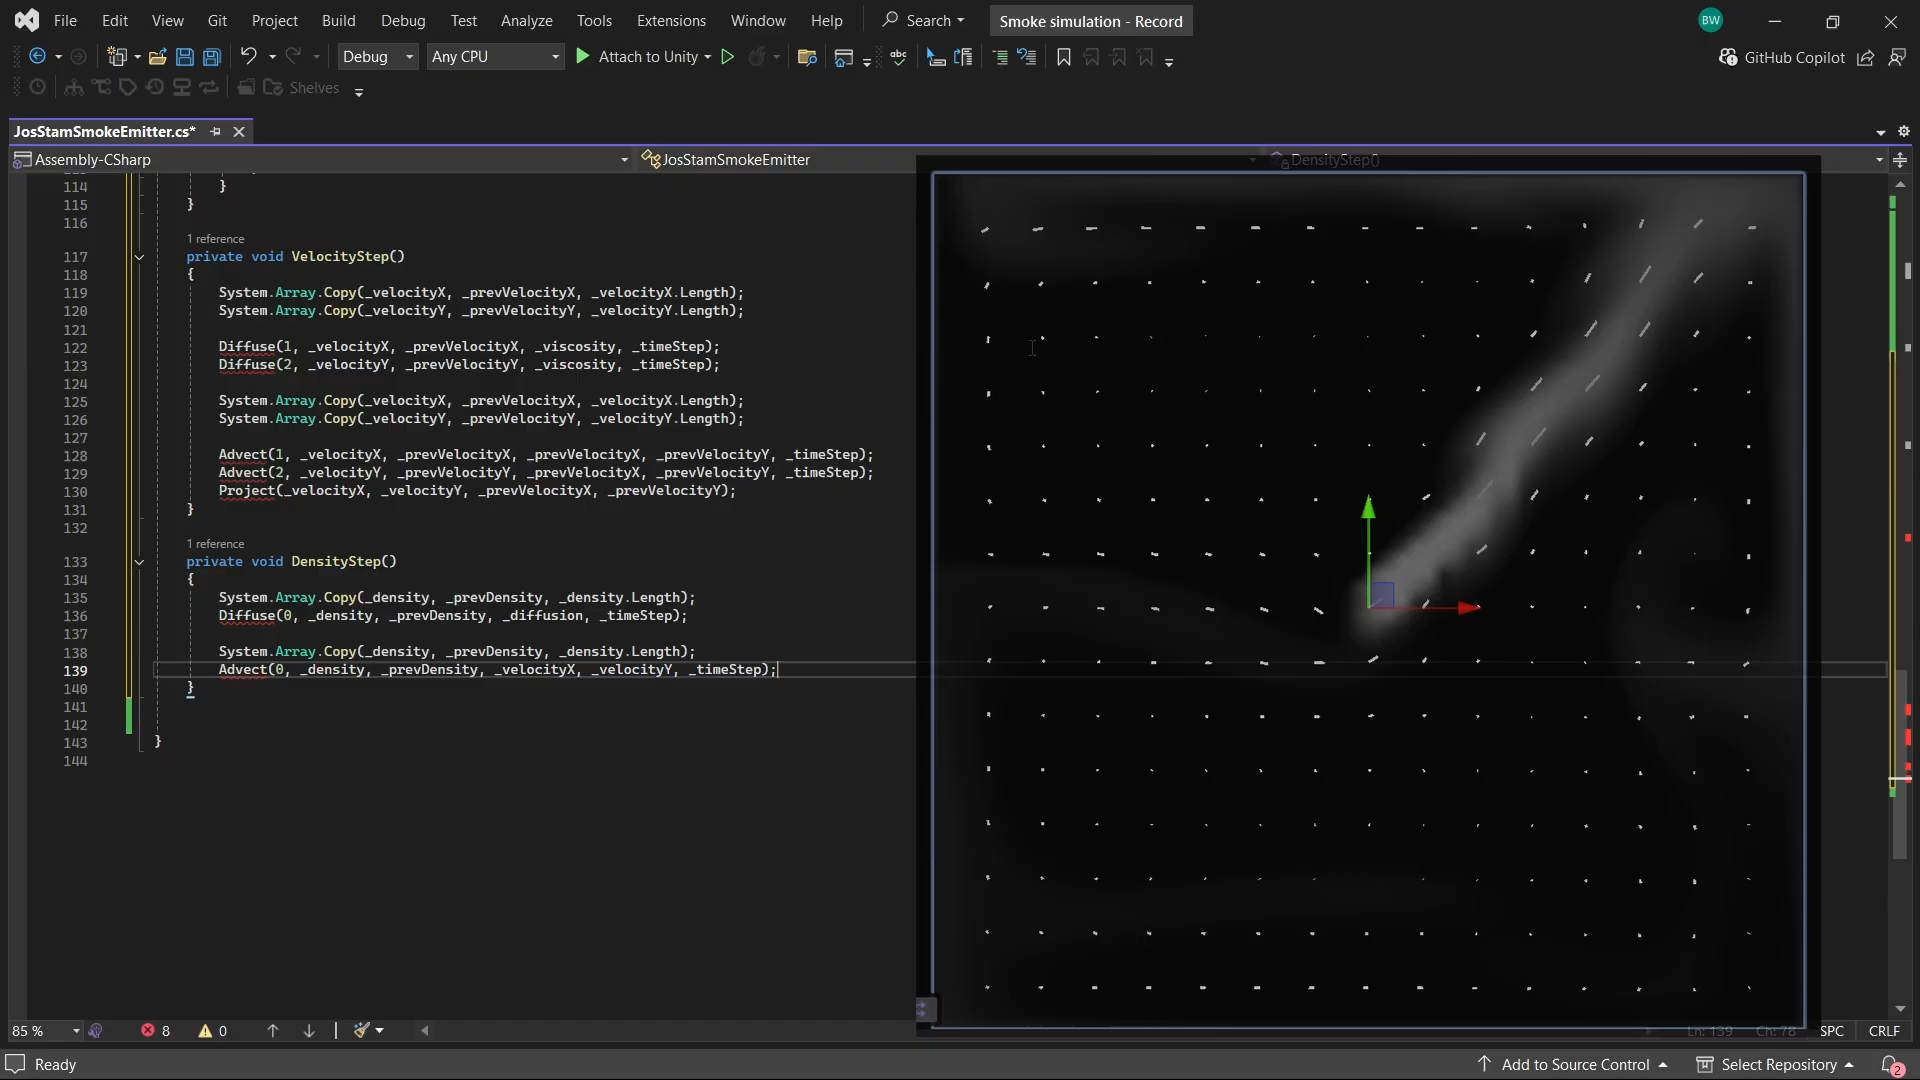 File Edit View Git Project Build Debug Test Analyze Tools Extensions Window Help Search Smoke simulation - Record BW
Debug Any CPU Attach to Unity abc GitHub Copilot
Shelves
JosStamSmokeEmitter.cs*
Assembly-CSharp JosStamSmokeEmitter DensityStep()
114 }
115 }
116
1 reference
117 private void VelocityStep()
118 {
119 System.Array.Copy(_velocityX, _prevVelocityX, _velocityX.Length);
120 System.Array.Copy(_velocityY, _prevVelocityY, _velocityY.Length);
121
122 Diffuse(1, _velocityX, _prevVelocityX, _viscosity, _timeStep);
123 Diffuse(2, _velocityY, _prevVelocityY, _viscosity, _timeStep);
124
125 System.Array.Copy(_velocityX, _prevVelocityX, _velocityX.Length);
126 System.Array.Copy(_velocityY, _prevVelocityY, _velocityY.Length);
127
128 Advect(1, _velocityX, _prevVelocityX, _prevVelocityX, _prevVelocityY, _timeStep);
129 Advect(2, _velocityY, _prevVelocityY, _prevVelocityX, _prevVelocityY, _timeStep);
130 Project(_velocityX, _velocityY, _prevVelocityX, _prevVelocityY);
131 }
132
1 reference
133 private void DensityStep()
134 {
135 System.Array.Copy(_density, _prevDensity, _density.Length);
136 Diffuse(0, _density, _prevDensity, _diffusion, _timeStep);
137
138 System.Array.Copy(_density, _prevDensity, _density.Length);
139 Advect(0, _density, _prevDensity, _velocityX, _velocityY, _timeStep);
140 }
141
142
143 }
144
85 % 8 0 Ln: 139 Ch: 78 SPC CRLF
Ready Add to Source Control Select Repository 2